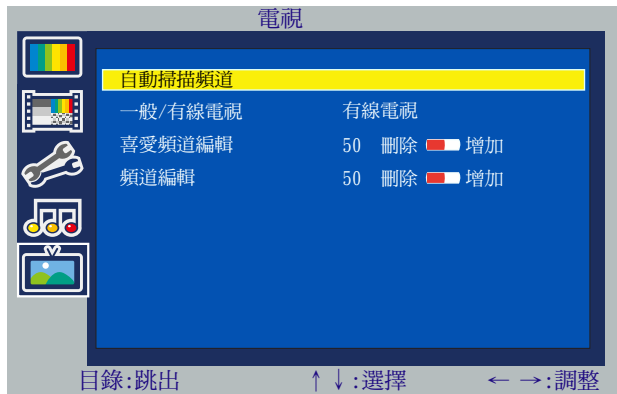 電視
自動掃描頻道
一般/有線電視 有線電視
喜愛頻道編輯 50 刪除 增加
頻道編輯 50 刪除 增加
目錄:跳出 ↑↓:選擇 ←→:調整